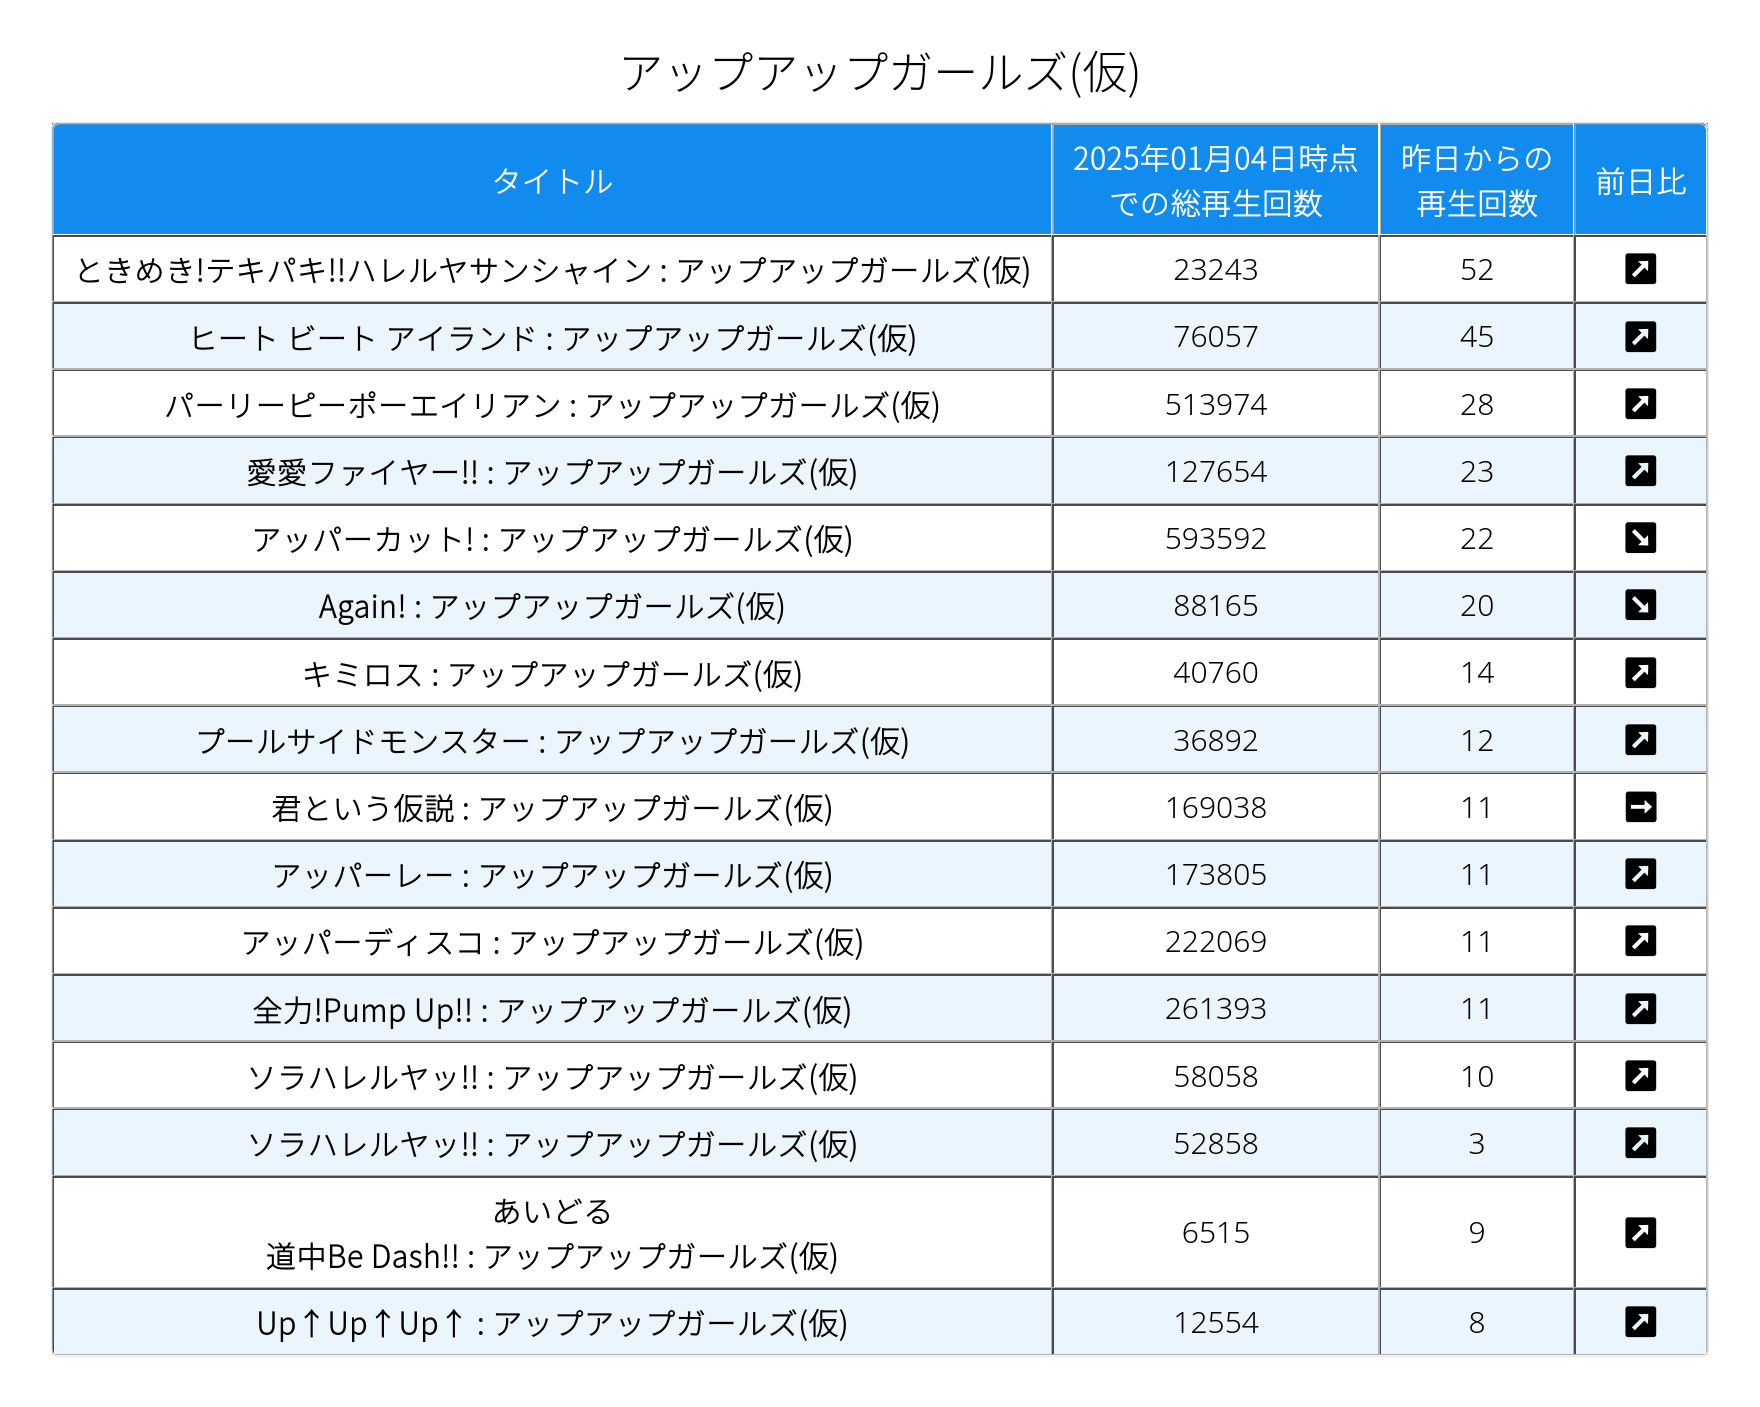 アップアップガールズ(仮)
タイトル
2025年01月04日時点
での総再生回数
昨日からの
再生回数
前日比
ときめき!テキパキ!!ハレルヤサンシャイン : アップアップガールズ(仮) 23243 52
ヒート ビート アイランド : アップアップガールズ(仮) 76057 45
パーリーピーポーエイリアン : アップアップガールズ(仮) 513974 28
愛愛ファイヤー!! : アップアップガールズ(仮) 127654 23
アッパーカット! : アップアップガールズ(仮) 593592 22
Again! : アップアップガールズ(仮) 88165 20
キミロス : アップアップガールズ(仮) 40760 14
プールサイドモンスター : アップアップガールズ(仮) 36892 12
君という仮説 : アップアップガールズ(仮) 169038 11
アッパーレー : アップアップガールズ(仮) 173805 11
アッパーディスコ : アップアップガールズ(仮) 222069 11
全力!Pump Up!! : アップアップガールズ(仮) 261393 11
ソラハレルヤッ!! : アップアップガールズ(仮) 58058 10
ソラハレルヤッ!! : アップアップガールズ(仮) 52858 3
あいどる
道中Be Dash!! : アップアップガールズ(仮) 6515 9
Up↑Up↑Up↑ : アップアップガールズ(仮) 12554 8